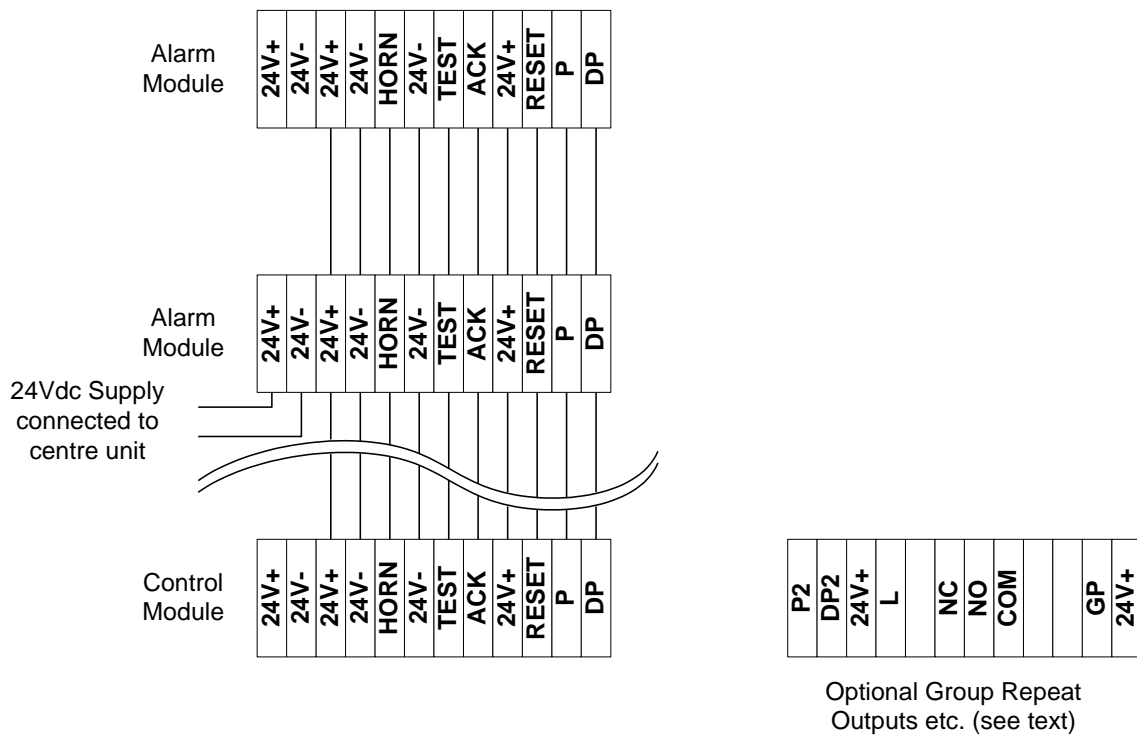 Alarm
Module
24V+ 24V- 24V+ 24V- HORN 24V- TEST ACK 24V+ RESET P DP
Alarm
Module
24V+ 24V- 24V+ 24V- HORN 24V- TEST ACK 24V+ RESET P DP
24Vdc Supply
connected to
centre unit
Control
Module
24V+ 24V- 24V+ 24V- HORN 24V- TEST ACK 24V+ RESET P DP
P2 DP2 24V+ L NC NO COM GP 24V+
Optional Group Repeat
Outputs etc. (see text)